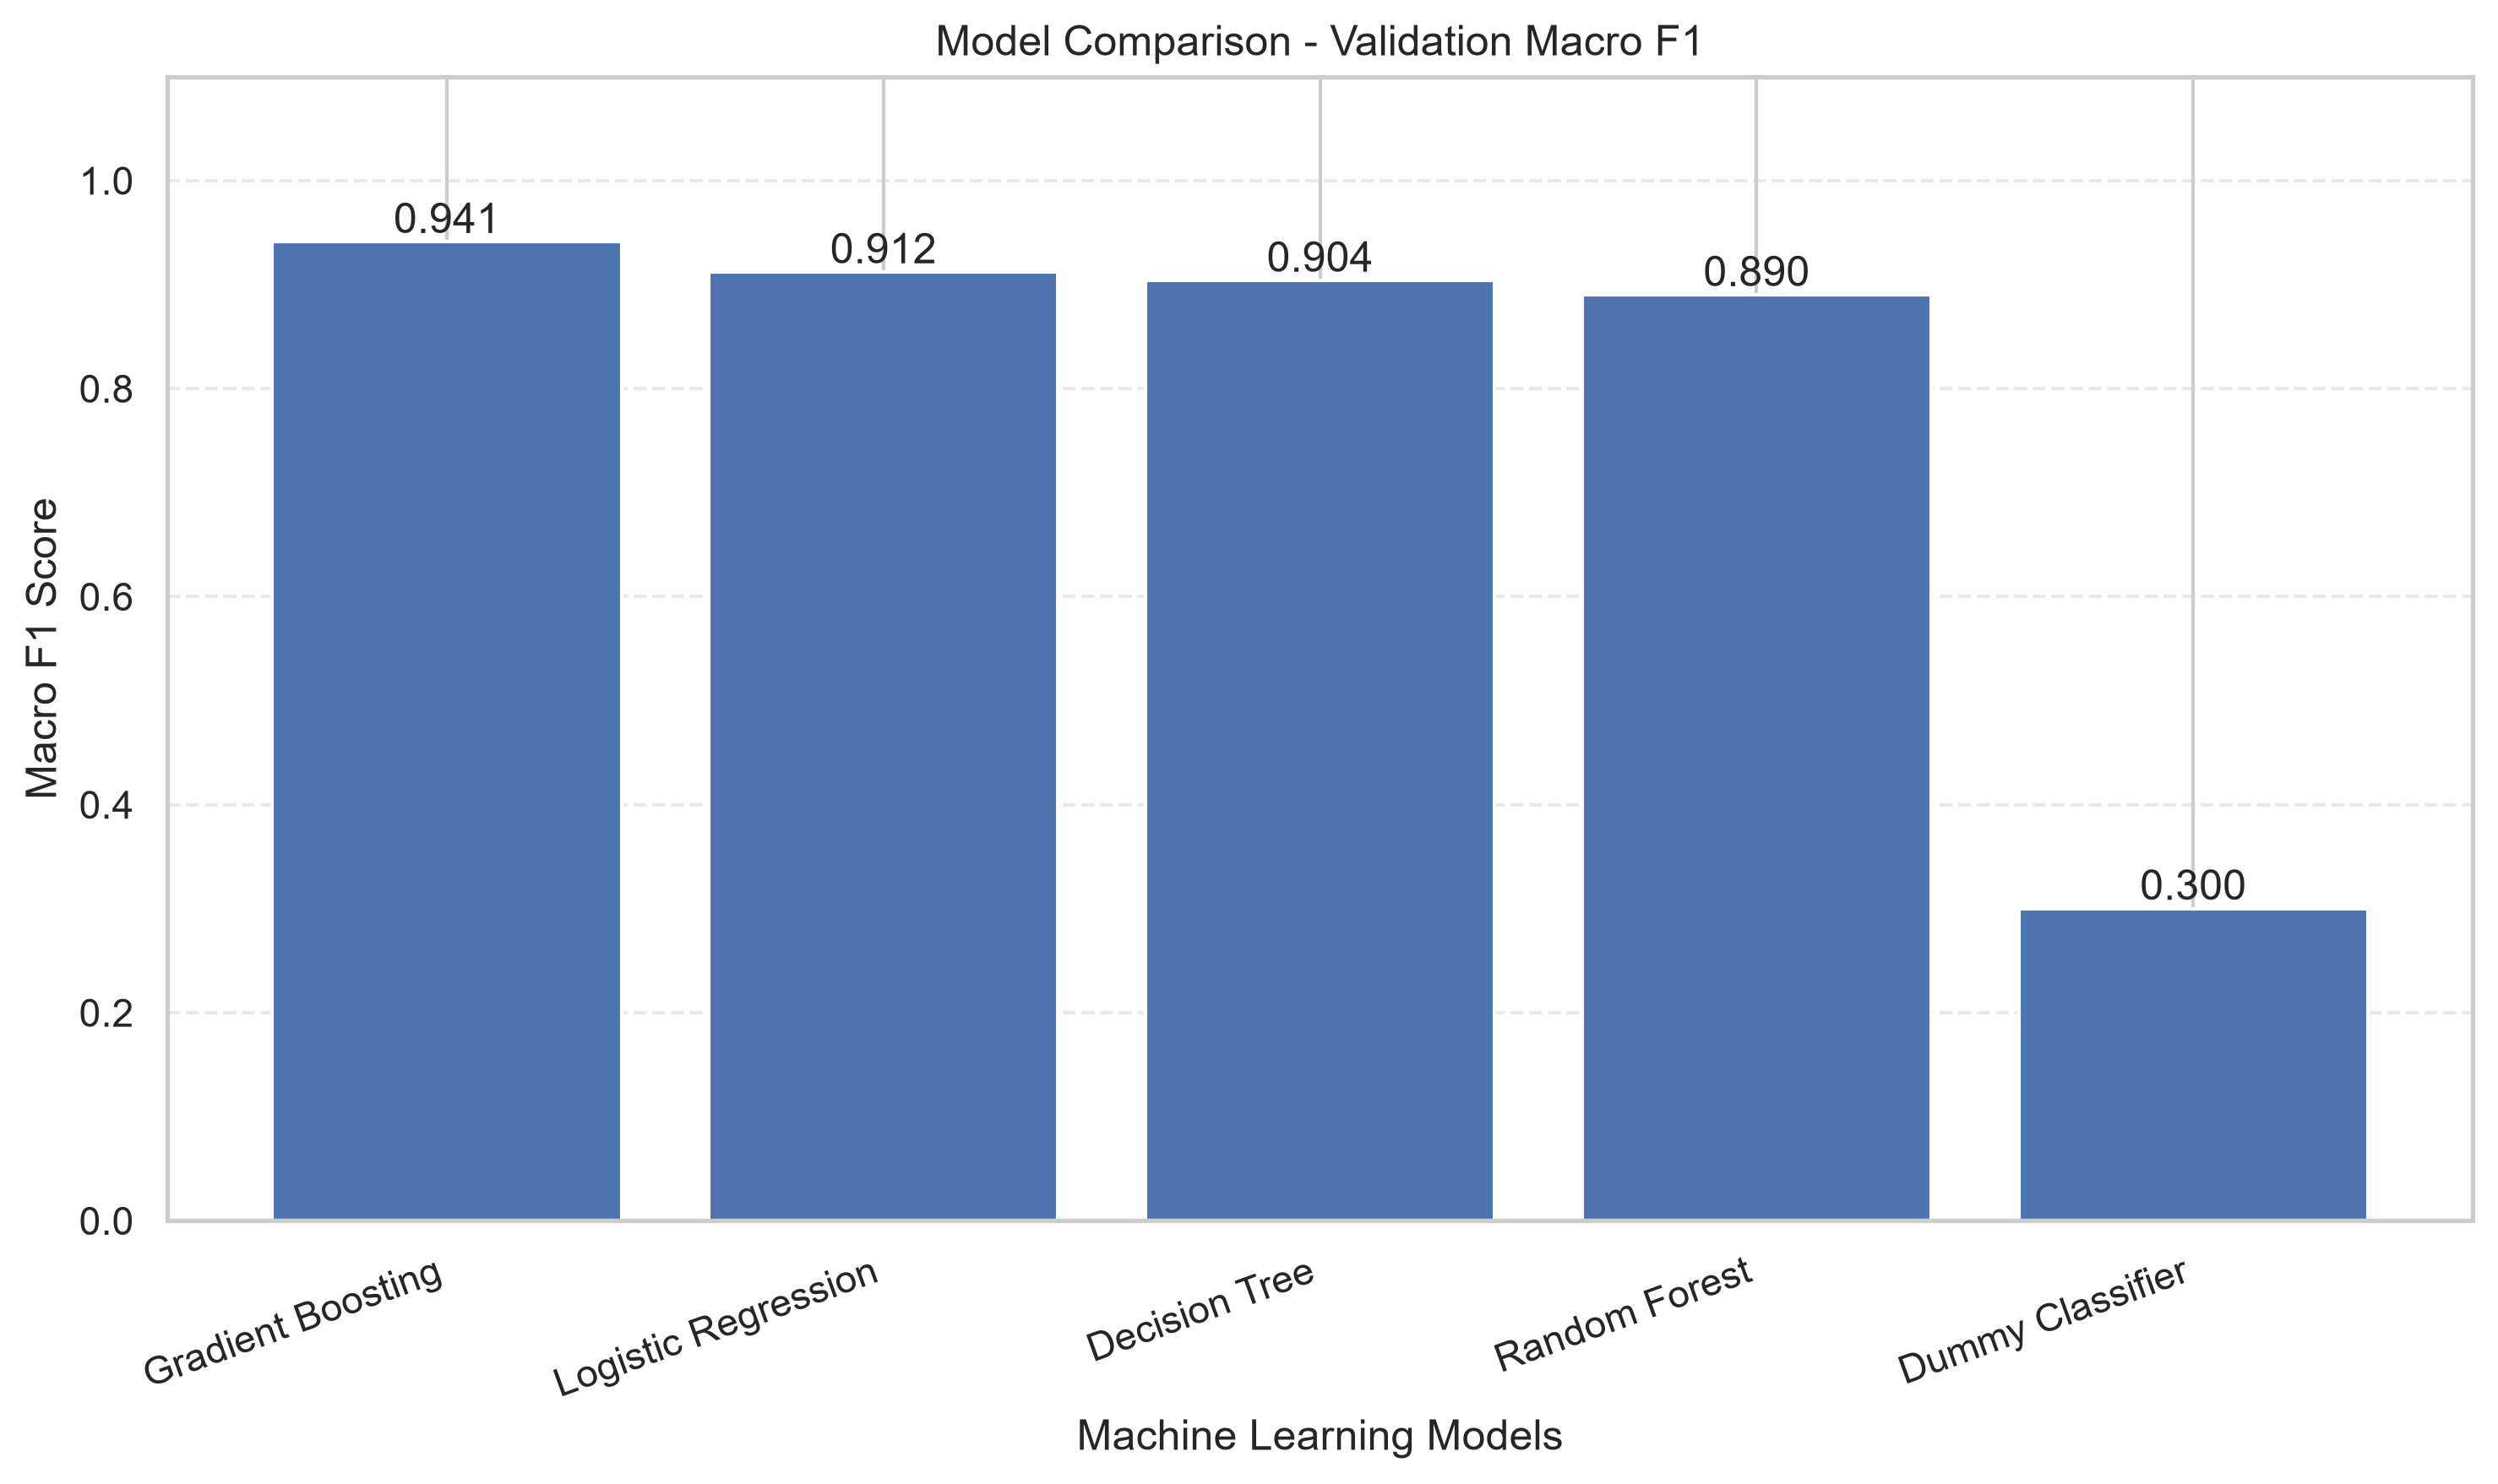 Model Comparison - Validation Macro F1
Macro F1 Score
1.0
0.8
0.6
0.4
0.2
0.0
0.941
0.912
0.904
0.890
0.300
Gradient Boosting
Logistic Regression
Decision Tree
Random Forest
Dummy Classifier
Machine Learning Models